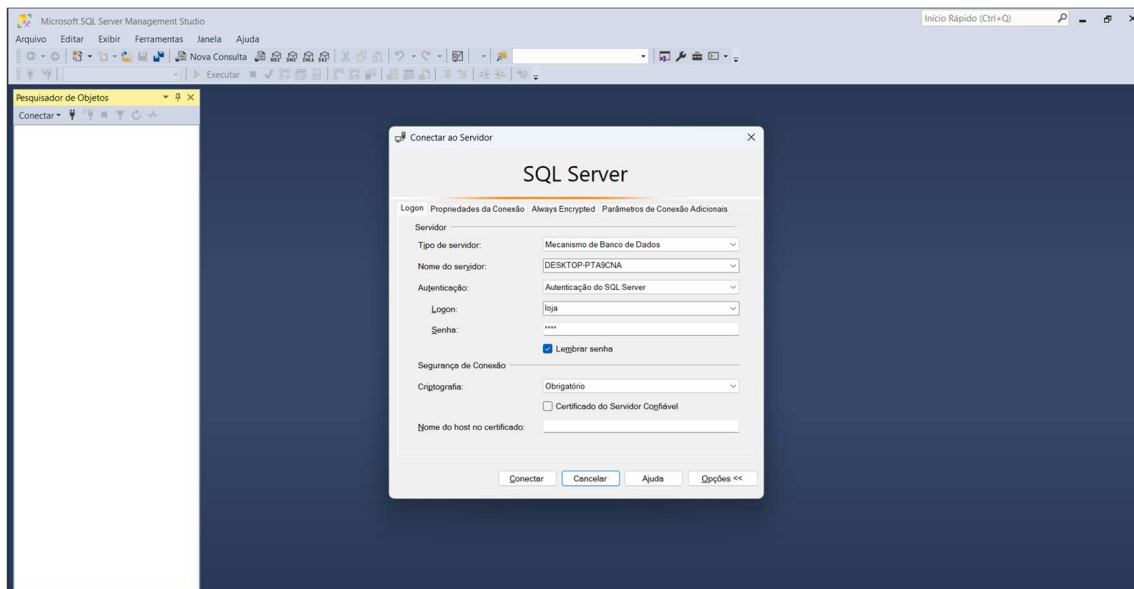 Microsoft SQL Server Management Studio
Início Rápido (Ctrl+Q)
Arquivo Editar Exibir Ferramentas Janela Ajuda
Nova Consulta
Executar
Pesquisador de Objetos
Conectar
Conectar ao Servidor
SQL Server
Logon Propriedades da Conexão Always Encrypted Parâmetros de Conexão Adicionais
Servidor
Tipo de servidor: Mecanismo de Banco de Dados
Nome do servidor: DESKTOP-PTA9CNA
Autenticação: Autenticação do SQL Server
Logon: loja
Senha: ****
Lembrar senha
Segurança de Conexão
Criptografia: Obrigatório
Certificado do Servidor Confiável
Nome do host no certificado:
Conectar Cancelar Ajuda Opções <<